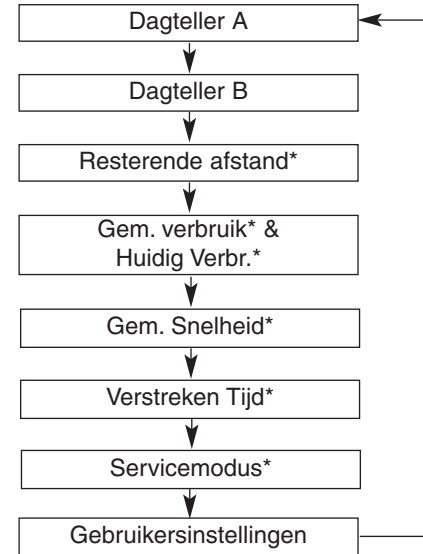 Dagteller A
Dagteller B
Resterende afstand*
Gem. verbruik* &
Huidig Verbr.*
Gem. Snelheid*
Verstreken Tijd*
Servicemodus*
Gebruikersinstellingen